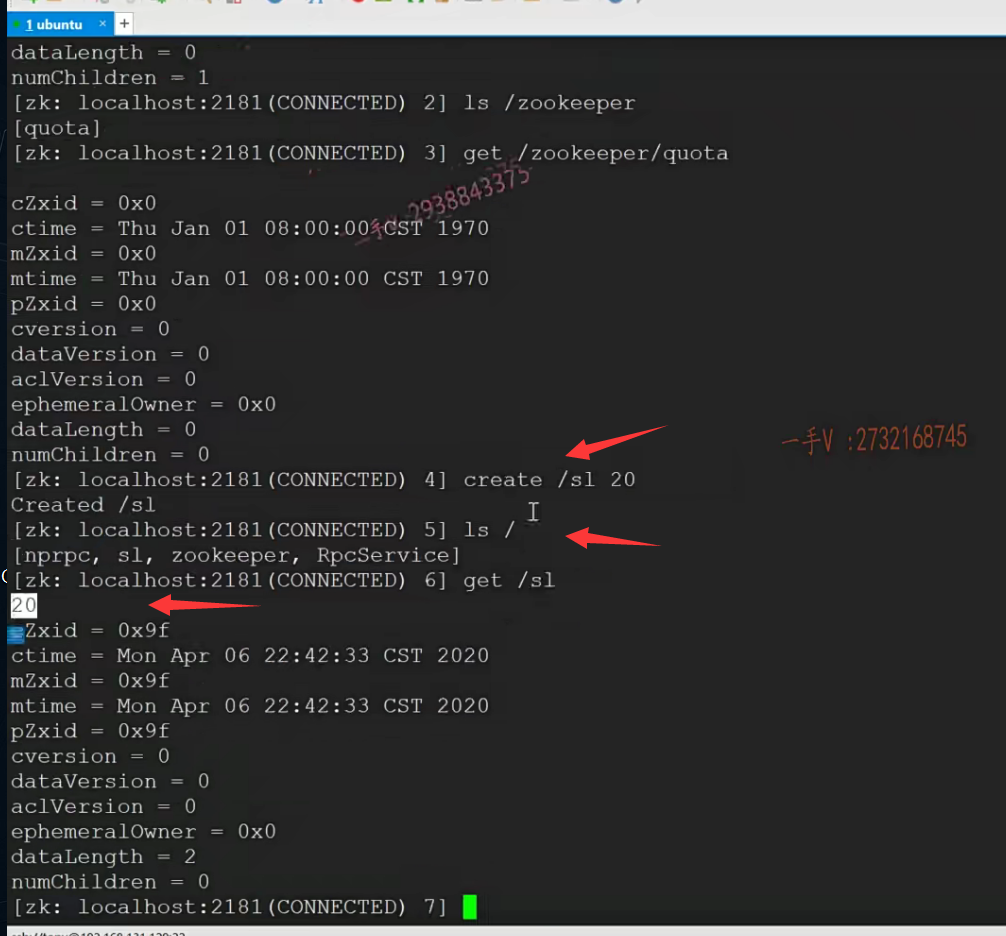 1 ubuntu × +
dataLength = 0
numChildren = 1
[zk: localhost:2181(CONNECTED) 2] ls /zookeeper
[quota]
[zk: localhost:2181(CONNECTED) 3] get /zookeeper/quota
一手V :2938843375
cZxid = 0x0
ctime = Thu Jan 01 08:00:00 CST 1970
mZxid = 0x0
mtime = Thu Jan 01 08:00:00 CST 1970
pZxid = 0x0
cversion = 0
dataVersion = 0
aclVersion = 0
ephemeralOwner = 0x0
dataLength = 0
一手V :2732168745
numChildren = 0
[zk: localhost:2181(CONNECTED) 4] create /sl 20
Created /sl
[zk: localhost:2181(CONNECTED) 5] ls /
[nprpc, sl, zookeeper, RpcService]
[zk: localhost:2181(CONNECTED) 6] get /sl
20
Zxid = 0x9f
ctime = Mon Apr 06 22:42:33 CST 2020
mZxid = 0x9f
mtime = Mon Apr 06 22:42:33 CST 2020
pZxid = 0x9f
cversion = 0
dataVersion = 0
aclVersion = 0
ephemeralOwner = 0x0
dataLength = 2
numChildren = 0
[zk: localhost:2181(CONNECTED) 7]